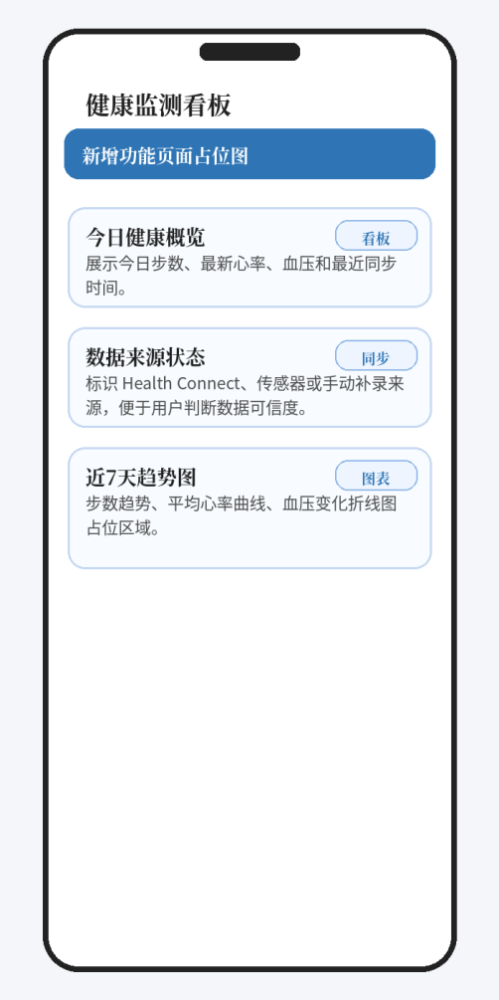 健康监测看板
新增功能页面占位图
今日健康概览
看板
展示今日步数、最新心率、血压和最近同步
时间。
数据来源状态
同步
标识 Health Connect、传感器或手动补录来
源，便于用户判断数据可信度。
近7天趋势图
图表
步数趋势、平均心率曲线、血压变化折线图
占位区域。